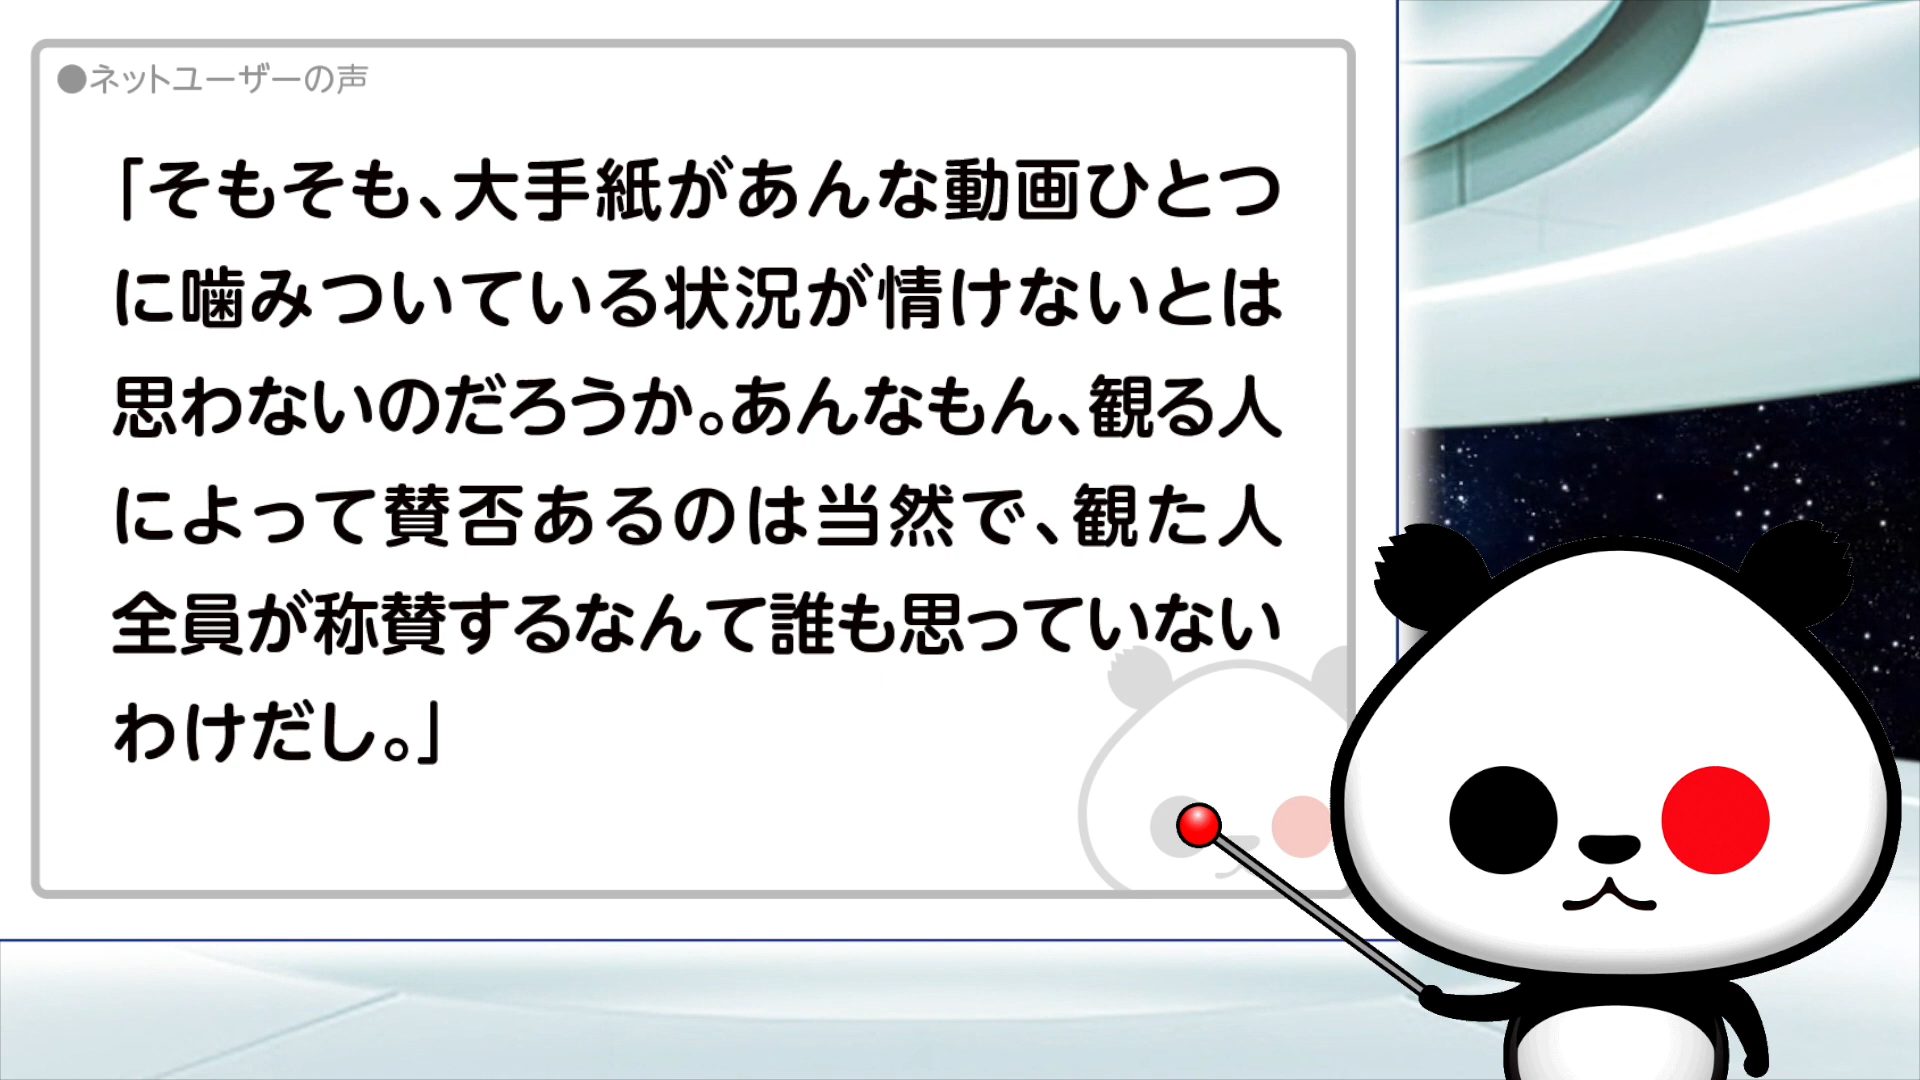 ●ネットユーザーの声
「そもそも、大手紙があんな動画ひとつ
に噛みついている状況が情けないとは
思わないのだろうか。あんなもん、観る人
によって賛否あるのは当然で、観た人
全員が称賛するなんて誰も思っていない
わけだし。」